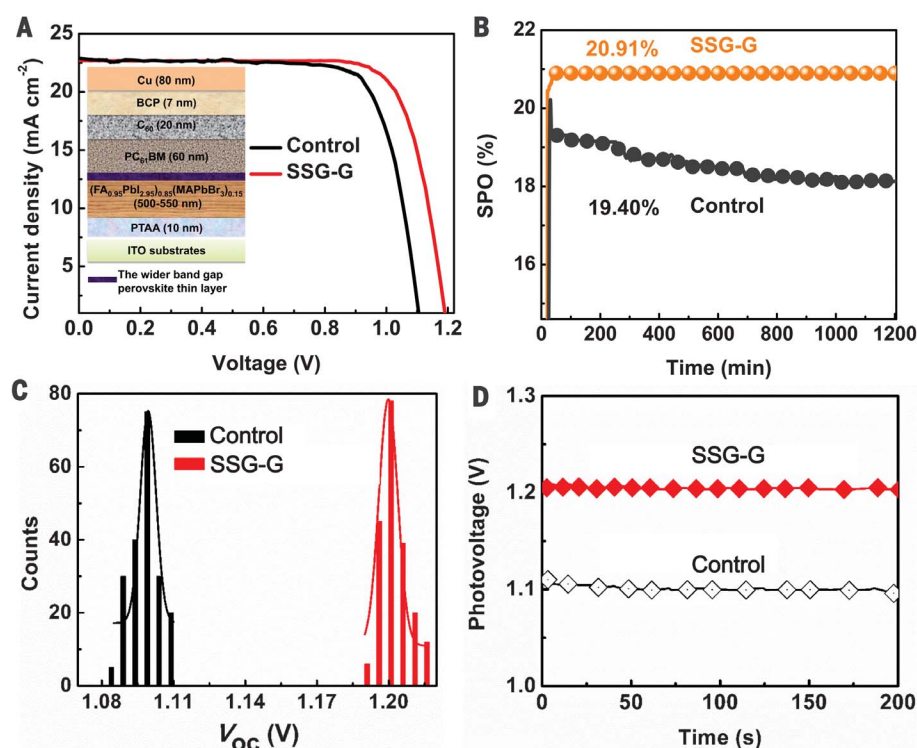 A
Current density (mA cm⁻²)
25
20
15
10
5
0.0 0.2 0.4 0.6 0.8 1.0 1.2
Voltage (V)
Cu (80 nm)
BCP (7 nm)
C₆₀ (20 nm)
PC₆₁BM (60 nm)
(FA₀.₉₅PbI₂.₉₅)₀.₈₅(MAPbBr₃)₀.₁₅
(500-550 nm)
PTAA (10 nm)
ITO substrates
The wider band gap
perovskite thin layer
Control
SSG-G
B
SPO (%)
22
21
20
19
18
16
20.91% SSG-G
19.40% Control
0 200 400 600 800 1000 1200
Time (min)
C
Counts
80
60
40
20
0
Control
SSG-G
1.08 1.11 1.14 1.17 1.20
V_OC (V)
D
Photovoltage (V)
1.3
1.2
1.1
1.0
SSG-G
Control
0 50 100 150 200
Time (s)